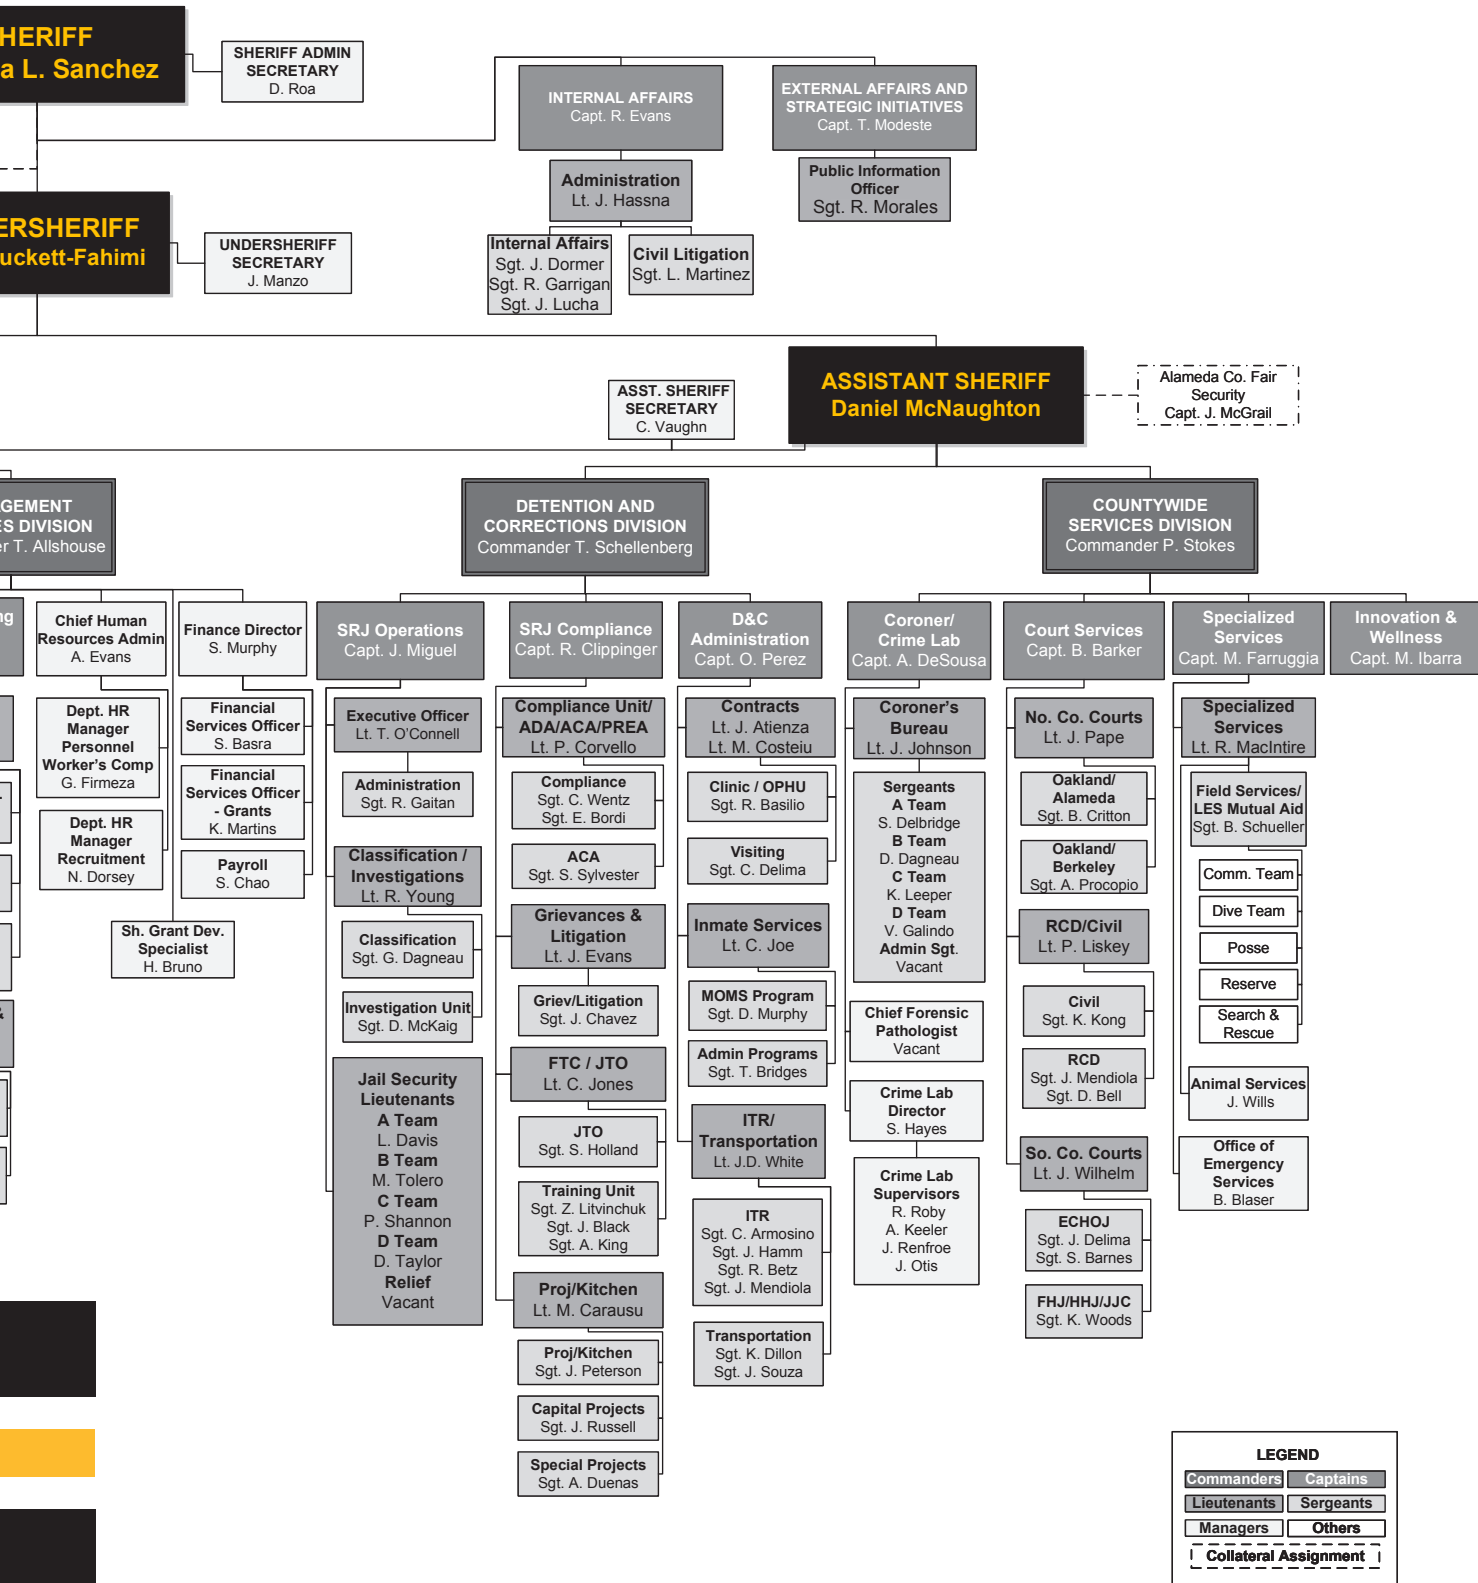 HERIFF
a L. Sanchez
SHERIFF ADMIN
SECRETARY
D. Roa
INTERNAL AFFAIRS
Capt. R. Evans
EXTERNAL AFFAIRS AND
STRATEGIC INITIATIVES
Capt. T. Modeste
Administration
Lt. J. Hassna
Public Information
Officer
Sgt. R. Morales
ERSHERIFF
uckett-Fahimi
UNDERSHERIFF
SECRETARY
J. Manzo
Internal Affairs
Sgt. J. Dormer
Sgt. R. Garrigan
Sgt. J. Lucha
Civil Litigation
Sgt. L. Martinez
ASST. SHERIFF
SECRETARY
C. Vaughn
ASSISTANT SHERIFF
Daniel McNaughton
Alameda Co. Fair
Security
Capt. J. McGrail
GEMENT
ES DIVISION
er T. Allshouse
DETENTION AND
CORRECTIONS DIVISION
Commander T. Schellenberg
COUNTYWIDE
SERVICES DIVISION
Commander P. Stokes
ng
Chief Human
Resources Admin
A. Evans
Dept. HR
Manager
Personnel
Worker's Comp
G. Firmeza
Dept. HR
Manager
Recruitment
N. Dorsey
Finance Director
S. Murphy
Financial
Services Officer
S. Basra
Financial
Services Officer
- Grants
K. Martins
Payroll
S. Chao
Sh. Grant Dev.
Specialist
H. Bruno
&
SRJ Operations
Capt. J. Miguel
Executive Officer
Lt. T. O'Connell
Administration
Sgt. R. Gaitan
Classification /
Investigations
Lt. R. Young
Classification
Sgt. G. Dagneau
Investigation Unit
Sgt. D. McKaig
Jail Security
Lieutenants
A Team
L. Davis
B Team
M. Tolero
C Team
P. Shannon
D Team
D. Taylor
Relief
Vacant
SRJ Compliance
Capt. R. Clippinger
Compliance Unit/
ADA/ACA/PREA
Lt. P. Corvello
Compliance
Sgt. C. Wentz
Sgt. E. Bordi
ACA
Sgt. S. Sylvester
Grievances &
Litigation
Lt. J. Evans
Griev/Litigation
Sgt. J. Chavez
FTC / JTO
Lt. C. Jones
JTO
Sgt. S. Holland
Training Unit
Sgt. Z. Litvinchuk
Sgt. J. Black
Sgt. A. King
Proj/Kitchen
Lt. M. Carausu
Proj/Kitchen
Sgt. J. Peterson
Capital Projects
Sgt. J. Russell
Special Projects
Sgt. A. Duenas
D&C
Administration
Capt. O. Perez
Contracts
Lt. J. Atienza
Lt. M. Costeiu
Clinic / OPHU
Sgt. R. Basilio
Visiting
Sgt. C. Delima
Inmate Services
Lt. C. Joe
MOMS Program
Sgt. D. Murphy
Admin Programs
Sgt. T. Bridges
ITR/
Transportation
Lt. J.D. White
ITR
Sgt. C. Armosino
Sgt. J. Hamm
Sgt. R. Betz
Sgt. J. Mendiola
Transportation
Sgt. K. Dillon
Sgt. J. Souza
Coroner/
Crime Lab
Capt. A. DeSousa
Coroner's
Bureau
Lt. J. Johnson
Sergeants
A Team
S. Delbridge
B Team
D. Dagneau
C Team
K. Leeper
D Team
V. Galindo
Admin Sgt.
Vacant
Chief Forensic
Pathologist
Vacant
Crime Lab
Director
S. Hayes
Crime Lab
Supervisors
R. Roby
A. Keeler
J. Renfroe
J. Otis
Court Services
Capt. B. Barker
No. Co. Courts
Lt. J. Pape
Oakland/
Alameda
Sgt. B. Critton
Oakland/
Berkeley
Sgt. A. Procopio
RCD/Civil
Lt. P. Liskey
Civil
Sgt. K. Kong
RCD
Sgt. J. Mendiola
Sgt. D. Bell
So. Co. Courts
Lt. J. Wilhelm
ECHOJ
Sgt. J. Delima
Sgt. S. Barnes
FHJ/HHJ/JJC
Sgt. K. Woods
Specialized
Services
Capt. M. Farruggia
Specialized
Services
Lt. R. MacIntire
Field Services/
LES Mutual Aid
Sgt. B. Schueller
Comm. Team
Dive Team
Posse
Reserve
Search &
Rescue
Animal Services
J. Wills
Office of
Emergency
Services
B. Blaser
Innovation &
Wellness
Capt. M. Ibarra
LEGEND
Commanders
Captains
Lieutenants
Sergeants
Managers
Others
Collateral Assignment